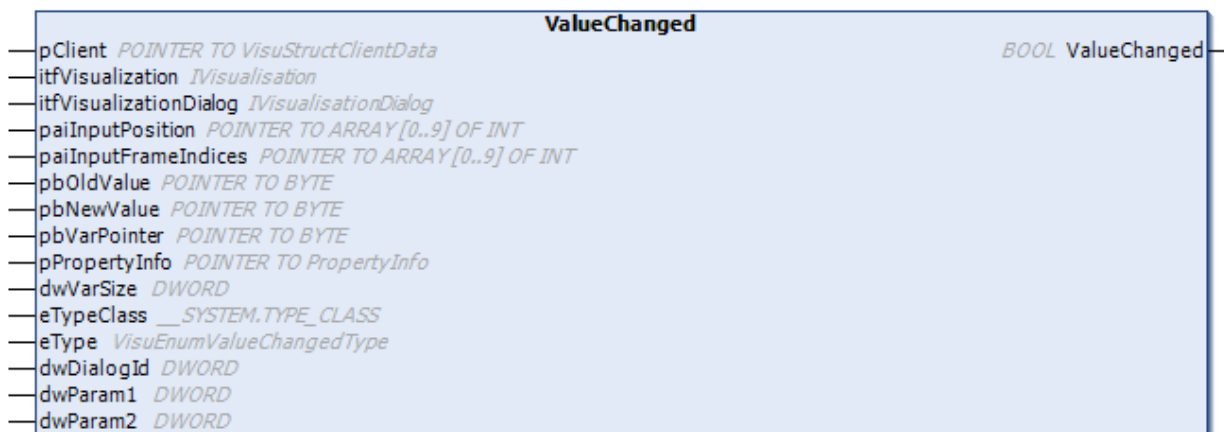 ValueChanged
pClient POINTER TO VisuStructClientData BOOL ValueChanged
itfVisualization IVisualisation
itfVisualizationDialog IVisualisationDialog
paiInputPosition POINTER TO ARRAY [0..9] OF INT
paiInputFrameIndices POINTER TO ARRAY [0..9] OF INT
pbOldValue POINTER TO BYTE
pbNewValue POINTER TO BYTE
pbVarPointer POINTER TO BYTE
pPropertyInfo POINTER TO PropertyInfo
dwVarSize DWORD
eTypeClass __SYSTEM.TYPE_CLASS
eType VisuEnumValueChangedType
dwDialogId DWORD
dwParam1 DWORD
dwParam2 DWORD